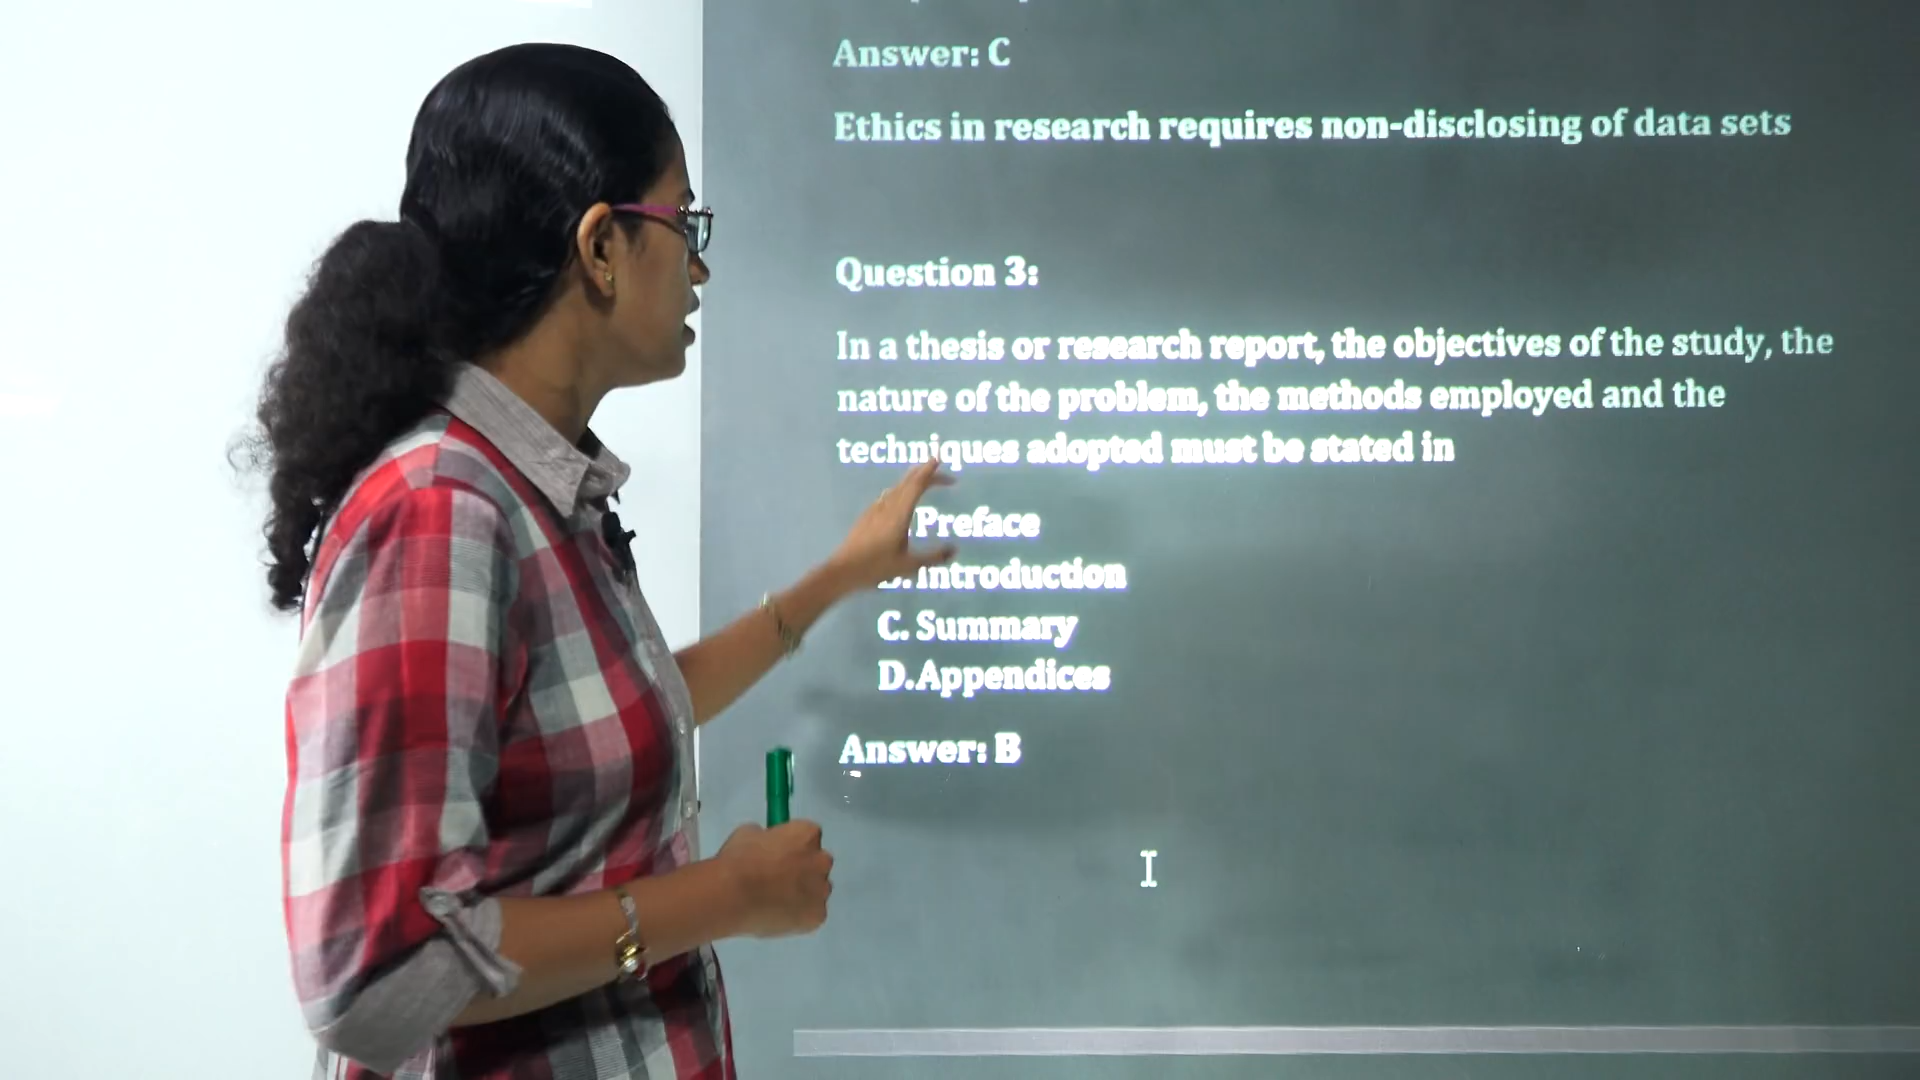 Answer: C
Ethics in research requires non-disclosing of data sets
Question 3:
In a thesis or research report, the objectives of the study, the
nature of the problem, the methods employed and the
techniques adopted must be stated in
Preface
B. Introduction
C. Summary
D. Appendices
Answer: B